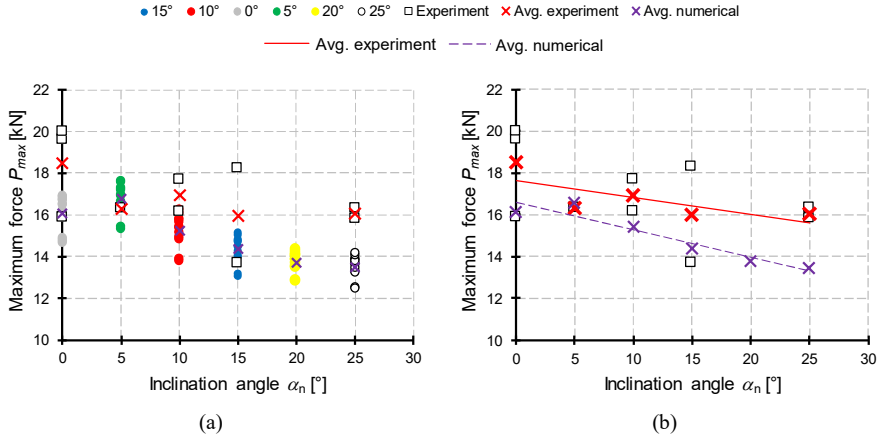 15° 10° 0° 5° 20° 25° Experiment Avg. experiment Avg. numerical
Avg. experiment Avg. numerical
Maximum force Pmax [kN]
22
20
18
16
14
12
10
0 5 10 15 20 25 30
Inclination angle αn [°]
(a)
Maximum force Pmax [kN]
22
20
18
16
14
12
10
0 5 10 15 20 25 30
Inclination angle αn [°]
(b)